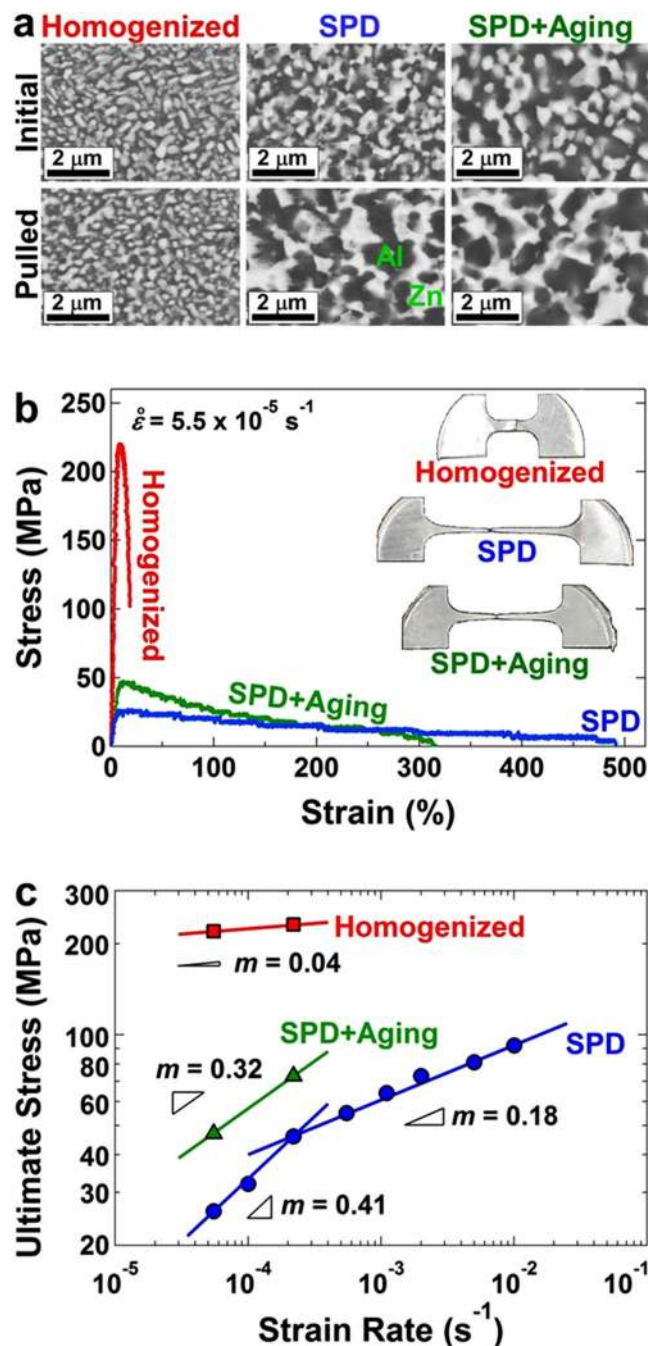 a Homogenized SPD SPD+Aging
Initial
2 μm 2 μm 2 μm
Pulled
Al
Zn
2 μm 2 μm 2 μm
b
Stress (MPa)
250
200
150
100
50
0
ε̊ = 5.5 x 10⁻⁵ s⁻¹
Homogenized
Homogenized
SPD
SPD+Aging
SPD+Aging
SPD
0 100 200 300 400 500
Strain (%)
c
Ultimate Stress (MPa)
300
200
100
80
60
40
30
20
Homogenized
m = 0.04
SPD+Aging
SPD
m = 0.32
m = 0.18
m = 0.41
10⁻⁵ 10⁻⁴ 10⁻³ 10⁻² 10⁻¹
Strain Rate (s⁻¹)